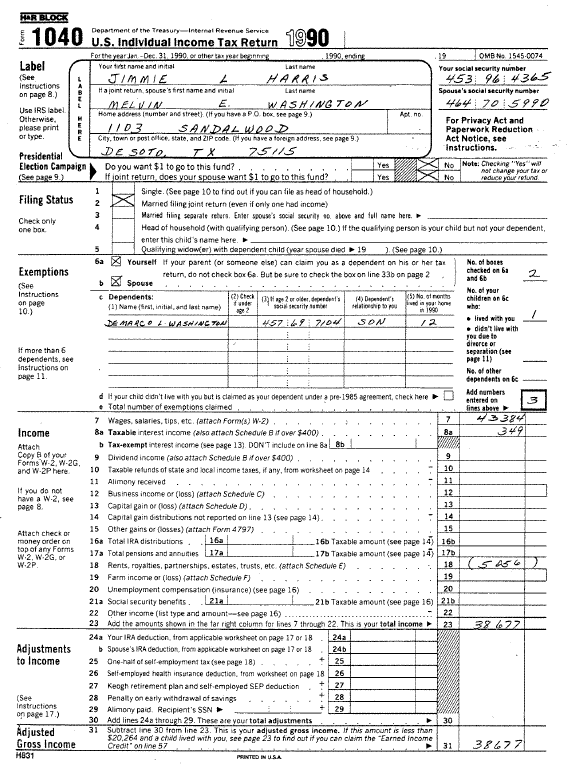 H&R BLOCK
Form 1040 Department of the Treasury—Internal Revenue Service
U.S. Individual Income Tax Return 1990
For the year Jan.–Dec. 31, 1990, or other tax year beginning , 1990, ending , 19 OMB No. 1545-0074
Label
(See Instructions on page 8.)
Use IRS label. Otherwise, please print or type.
LABEL HERE
Your first name and initial Last name Your social security number
JIMMIE L HARRIS 453 96 4365
If a joint return, spouse's first name and initial Last name Spouse's social security number
MELVIN E. WASHINGTON 464 70 5990
Home address (number and street). (If you have a P.O. box, see page 9.) Apt. no.
1103 SANDALWOOD
City, town or post office, state, and ZIP code. (If you have a foreign address, see page 9.)
DESOTO, TX 75115
For Privacy Act and Paperwork Reduction Act Notice, see Instructions.
Presidential Election Campaign (See page 9.)
Do you want $1 to go to this fund? Yes No
If joint return, does your spouse want $1 to go to this fund? Yes No
Note: Checking "Yes" will not change your tax or reduce your refund.
Filing Status
Check only one box.
1 Single. (See page 10 to find out if you can file as head of household.)
2 Married filing joint return (even if only one had income)
3 Married filing separate return. Enter spouse's social security no. above and full name here.
4 Head of household (with qualifying person). (See page 10.) If the qualifying person is your child but not your dependent,
enter this child's name here.
5 Qualifying widow(er) with dependent child (year spouse died ▶ 19 ). (See page 10.)
Exemptions
(See Instructions on page 10.)
If more than 6 dependents, see Instructions on page 11.
6a Yourself If your parent (or someone else) can claim you as a dependent on his or her tax
return, do not check box 6a. But be sure to check the box on line 33b on page 2
b Spouse
No. of boxes checked on 6a and 6b 2
c Dependents:
(1) Name (first, initial, and last name) (2) Check if under age 2 (3) If age 2 or older, dependent's social security number (4) Dependent's relationship to you (5) No. of months lived in your home in 1990
DEMARCO L. WASHINGTON 457 69 7104 SON 12
No. of your children on 6c who:
• lived with you 1
• didn't live with you due to divorce or separation (see page 11)
No. of other dependents on 6c
d If your child didn't live with you but is claimed as your dependent under a pre-1985 agreement, check here ▶
e Total number of exemptions claimed
Add numbers entered on lines above ▶ 3
Income
Attach Copy B of your Forms W-2, W-2G, and W-2P here.
If you do not have a W-2, see page 8.
Attach check or money order on top of any Forms W-2, W-2G, or W-2P.
7 Wages, salaries, tips, etc. (attach Form(s) W-2) 7 43384
8a Taxable interest income (also attach Schedule B if over $400) 8a 349
b Tax-exempt interest income (see page 13). DON'T include on line 8a 8b
9 Dividend income (also attach Schedule B if over $400) 9
10 Taxable refunds of state and local income taxes, if any, from worksheet on page 14 10
11 Alimony received 11
12 Business income or (loss) (attach Schedule C) 12
13 Capital gain or (loss) (attach Schedule D) 13
14 Capital gain distributions not reported on line 13 (see page 14) 14
15 Other gains or (losses) (attach Form 4797) 15
16a Total IRA distributions 16a 16b Taxable amount (see page 14) 16b
17a Total pensions and annuities 17a 17b Taxable amount (see page 14) 17b
18 Rents, royalties, partnerships, estates, trusts, etc. (attach Schedule E) 18 (5056)
19 Farm income or (loss) (attach Schedule F) 19
20 Unemployment compensation (insurance) (see page 16) 20
21a Social security benefits 21a 21b Taxable amount (see page 16) 21b
22 Other income (list type and amount—see page 16) 22
23 Add the amounts shown in the far right column for lines 7 through 22. This is your total income ▶ 23 38677
Adjustments to Income
(See Instructions on page 17.)
24a Your IRA deduction, from applicable worksheet on page 17 or 18 24a
b Spouse's IRA deduction, from applicable worksheet on page 17 or 18 24b
25 One-half of self-employment tax (see page 18) 25
26 Self-employed health insurance deduction, from worksheet on page 18 26
27 Keogh retirement plan and self-employed SEP deduction 27
28 Penalty on early withdrawal of savings 28
29 Alimony paid. Recipient's SSN ▶ 29
30 Add lines 24a through 29. These are your total adjustments ▶ 30
Adjusted Gross Income
31 Subtract line 30 from line 23. This is your adjusted gross income. If this amount is less than
$20,264 and a child lived with you, see page 23 to find out if you can claim the "Earned Income
Credit" on line 57 ▶ 31 38677
H831 PRINTED IN U.S.A.